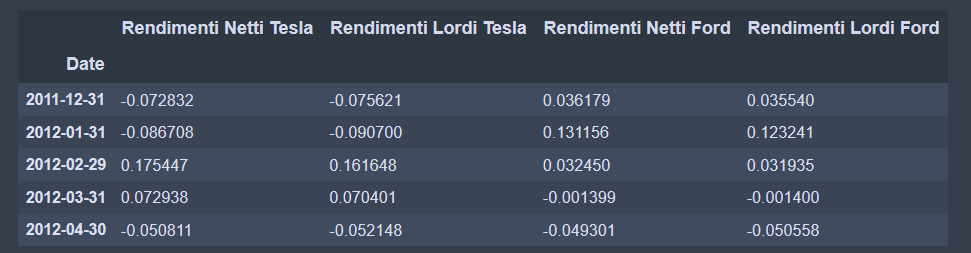 Rendimenti Netti Tesla Rendimenti Lordi Tesla Rendimenti Netti Ford Rendimenti Lordi Ford
Date
2011-12-31 -0.072832 -0.075621 0.036179 0.035540
2012-01-31 -0.086708 -0.090700 0.131156 0.123241
2012-02-29 0.175447 0.161648 0.032450 0.031935
2012-03-31 0.072938 0.070401 -0.001399 -0.001400
2012-04-30 -0.050811 -0.052148 -0.049301 -0.050558